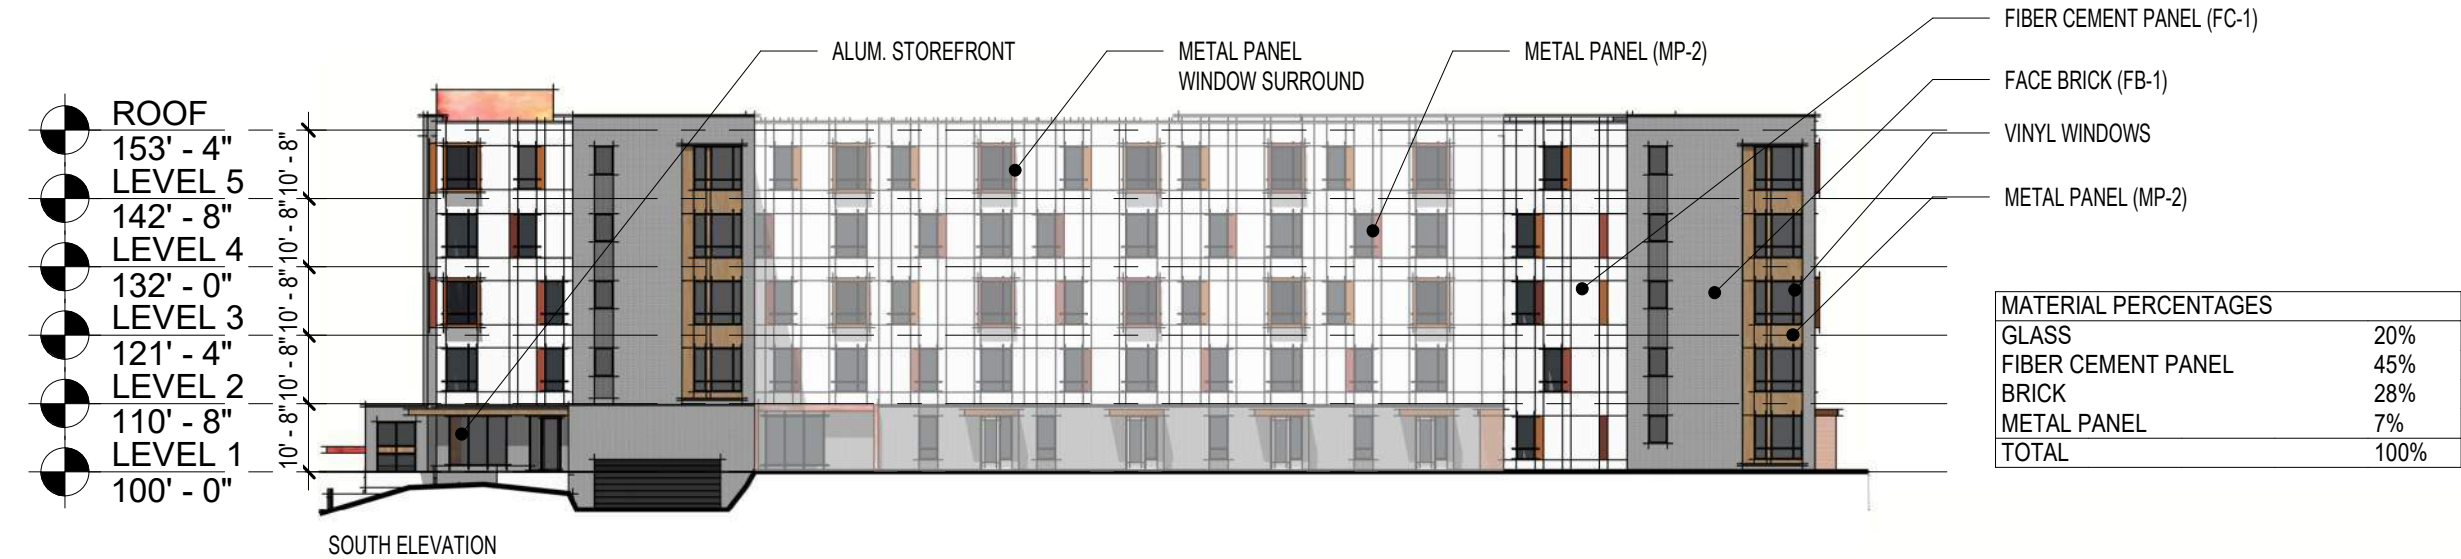 FIBER CEMENT PANEL (FC-1)
ALUM. STOREFRONT
METAL PANEL
WINDOW SURROUND
METAL PANEL (MP-2)
FACE BRICK (FB-1)
VINYL WINDOWS
METAL PANEL (MP-2)
ROOF
153' - 4"
10' - 8"
LEVEL 5
142' - 8"
10' - 8"
LEVEL 4
132' - 0"
10' - 8"
LEVEL 3
121' - 4"
10' - 8"
LEVEL 2
110' - 8"
10' - 8"
LEVEL 1
100' - 0"
MATERIAL PERCENTAGES
GLASS 20%
FIBER CEMENT PANEL 45%
BRICK 28%
METAL PANEL 7%
TOTAL 100%
SOUTH ELEVATION